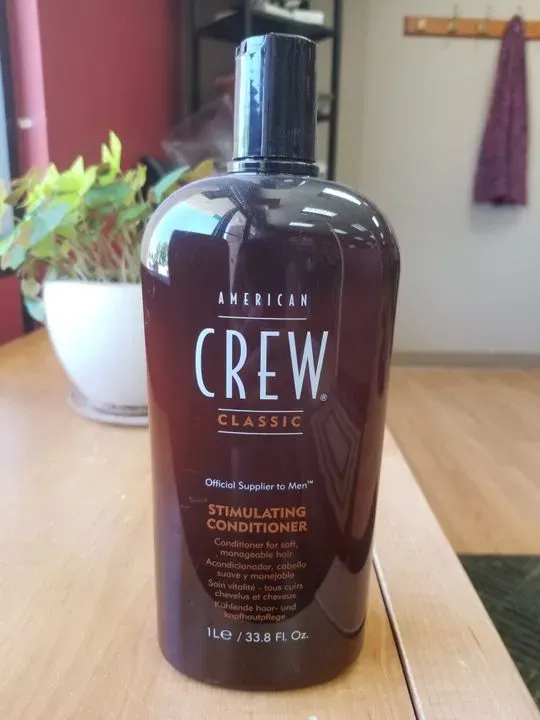 AMERICAN
CREW®
CLASSIC
Official Supplier to Men™
STIMULATING
CONDITIONER
Conditioner for soft,
manageable hair
Acondicionador, cabello
suave y manejable
Soin vitalité - tous cuirs
chevelus et cheveux
Kühlende haar- und
kopfhautpflege
1L℮ / 33.8 Fl. Oz.